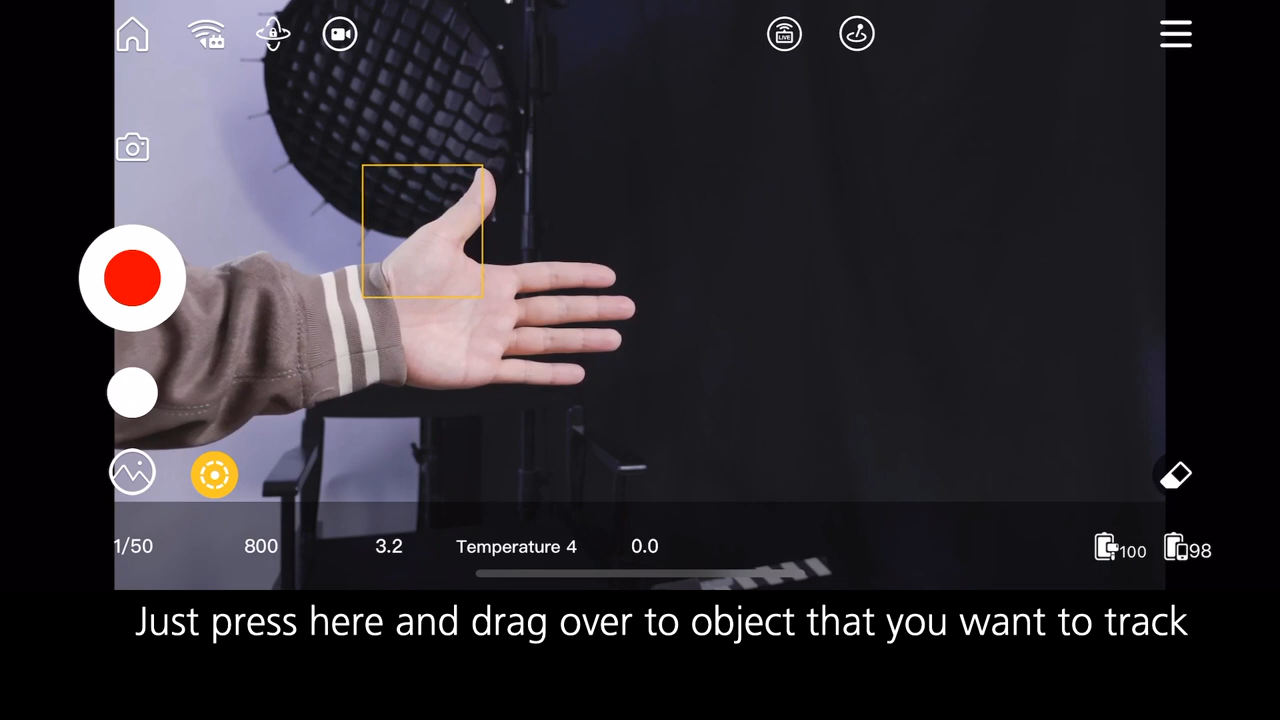 LIVE
1/50 800 3.2 Temperature 4 0.0 100 98
Just press here and drag over to object that you want to track